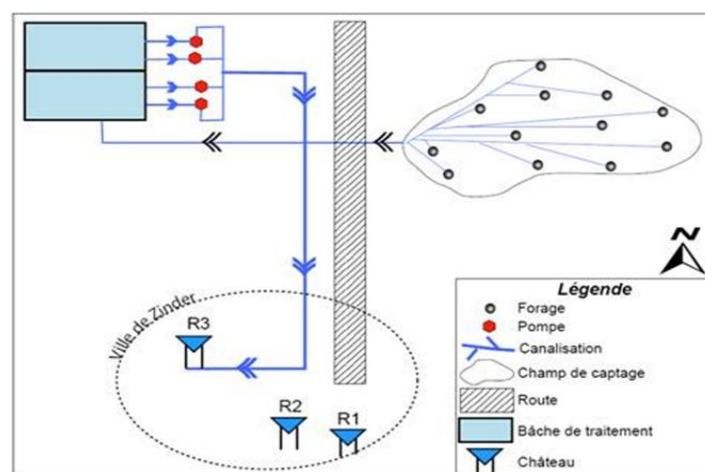 Ville de Zinder
R3
R2
R1
N
Légende
Forage
Pompe
Canalisation
Champ de captage
Route
Bâche de traitement
Château